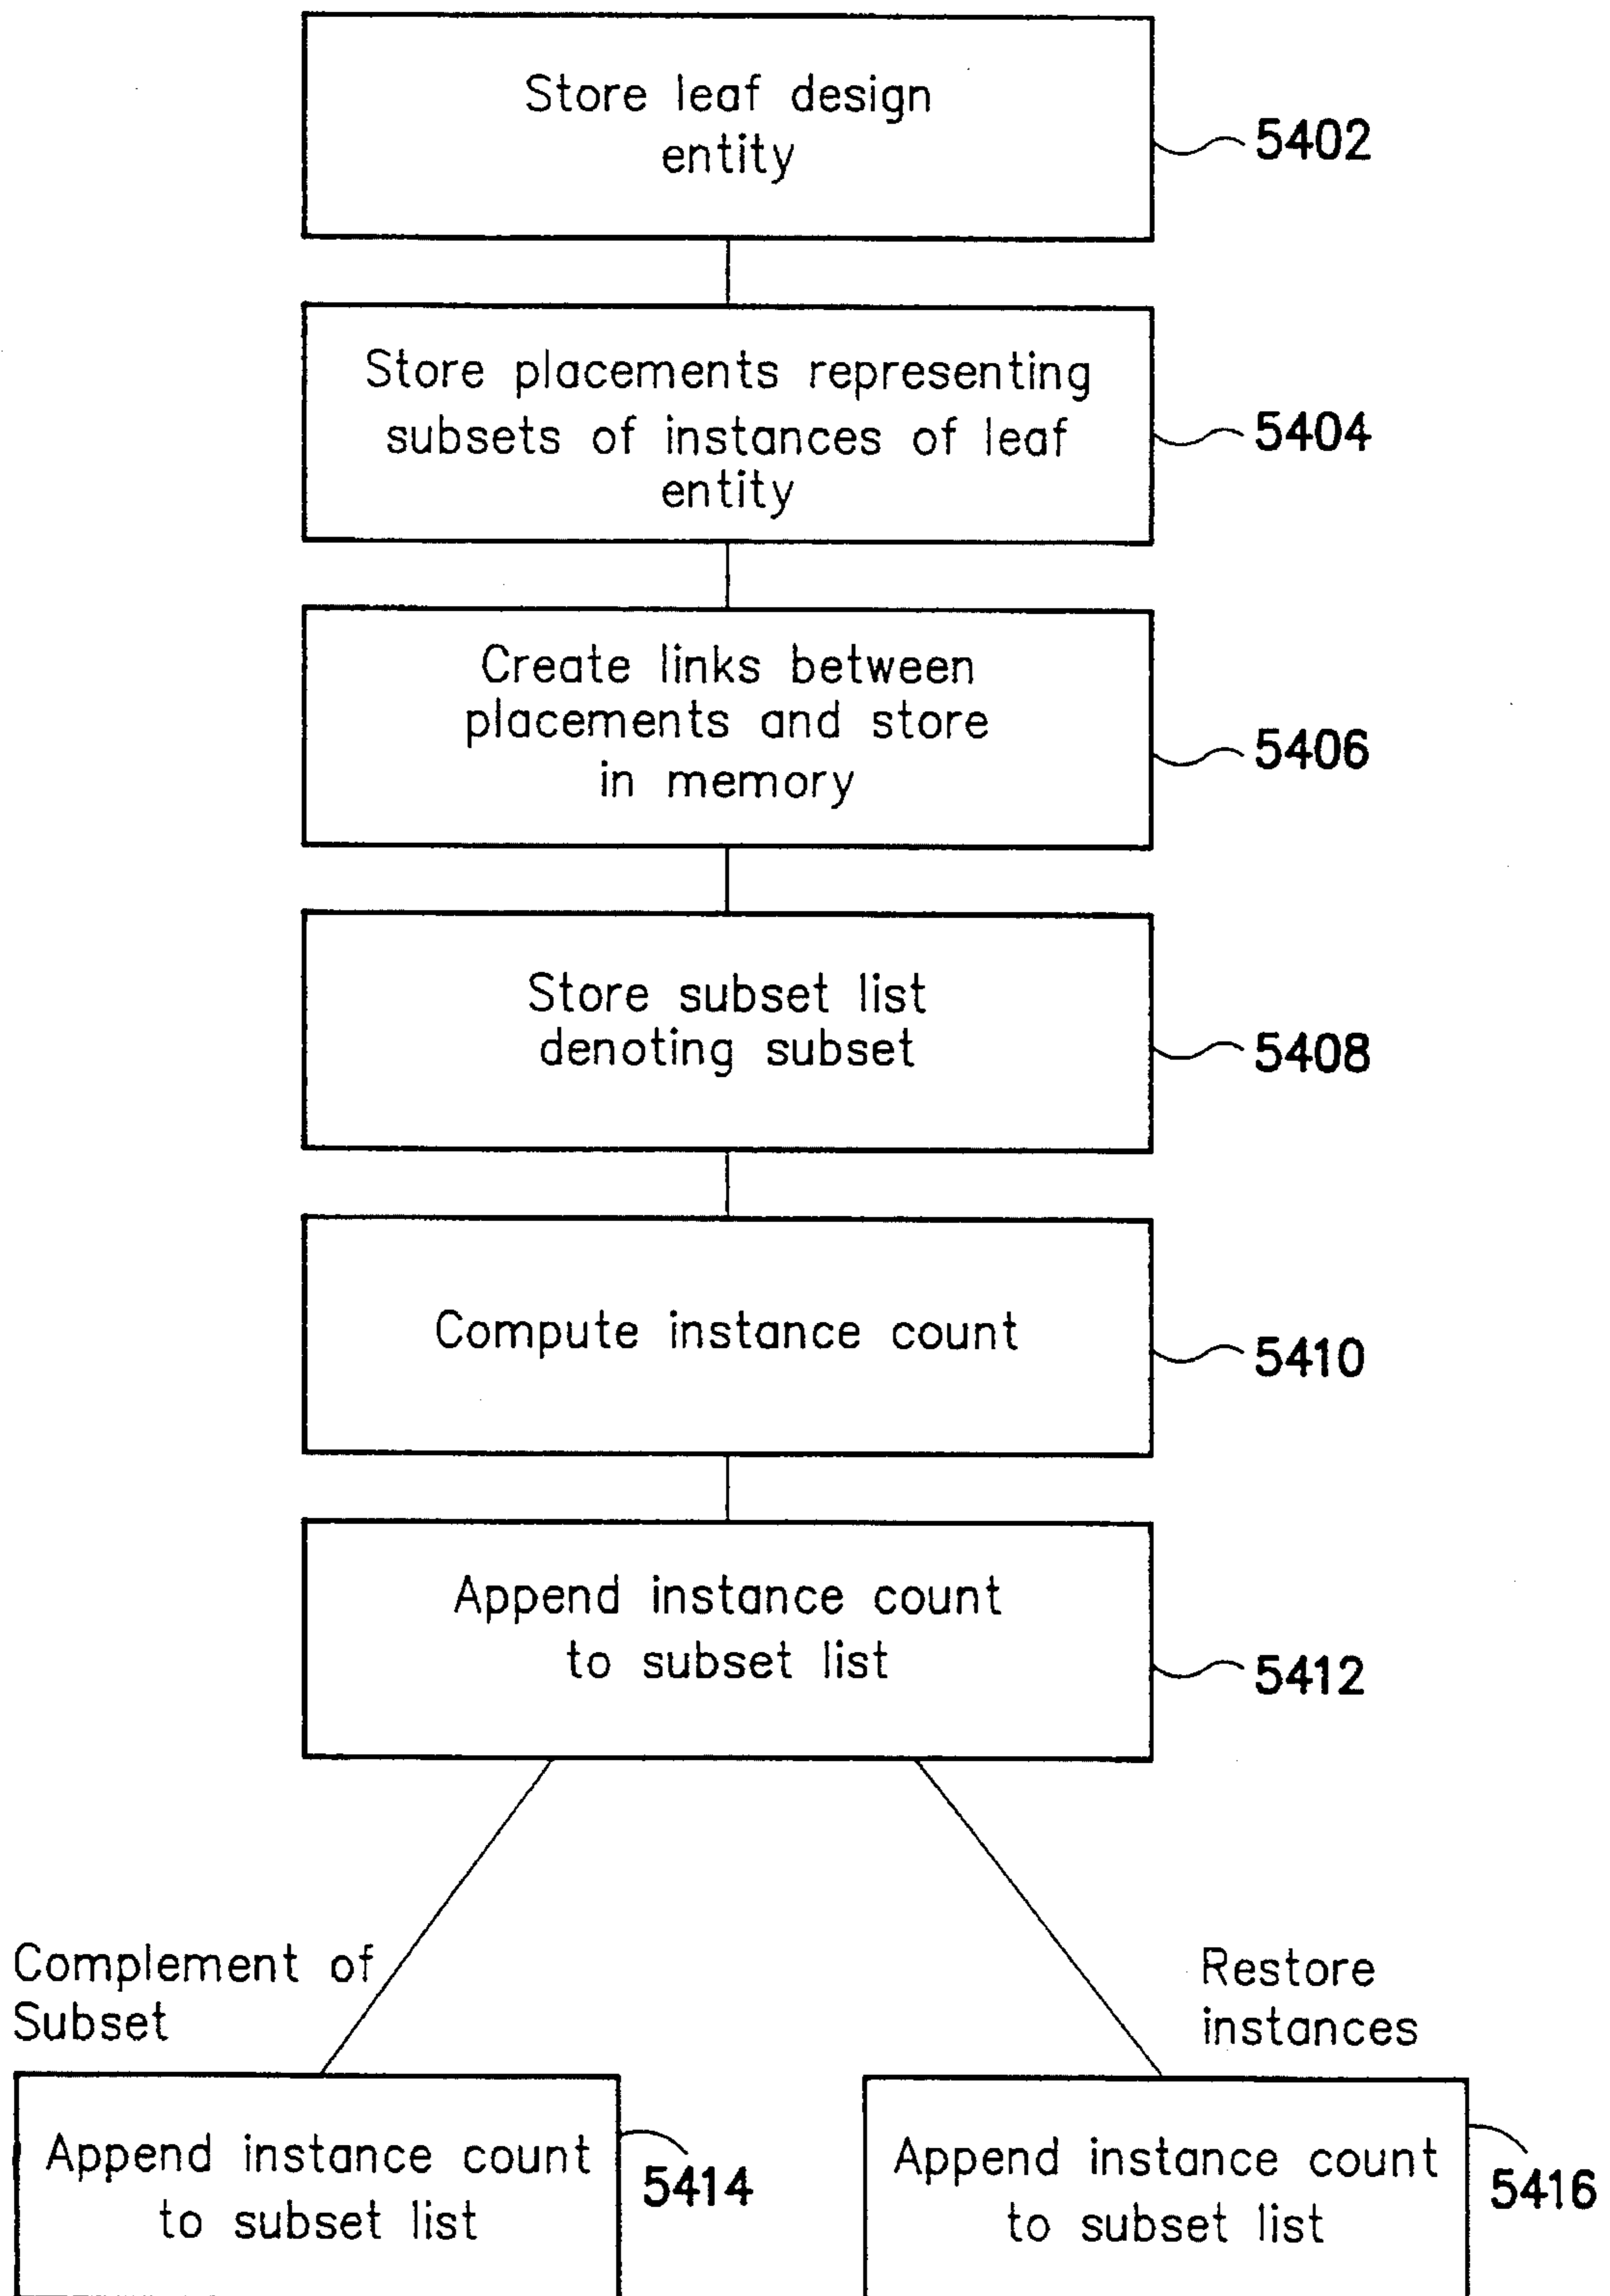 Store leaf design
entity
5402
Store placements representing
subsets of instances of leaf
entity
5404
Create links between
placements and store
in memory
5406
Store subset list
denoting subset
5408
Compute instance count
5410
Append instance count
to subset list
5412
Complement of
Subset
Restore
instances
Append instance count
to subset list
5414
Append instance count
to subset list
5416